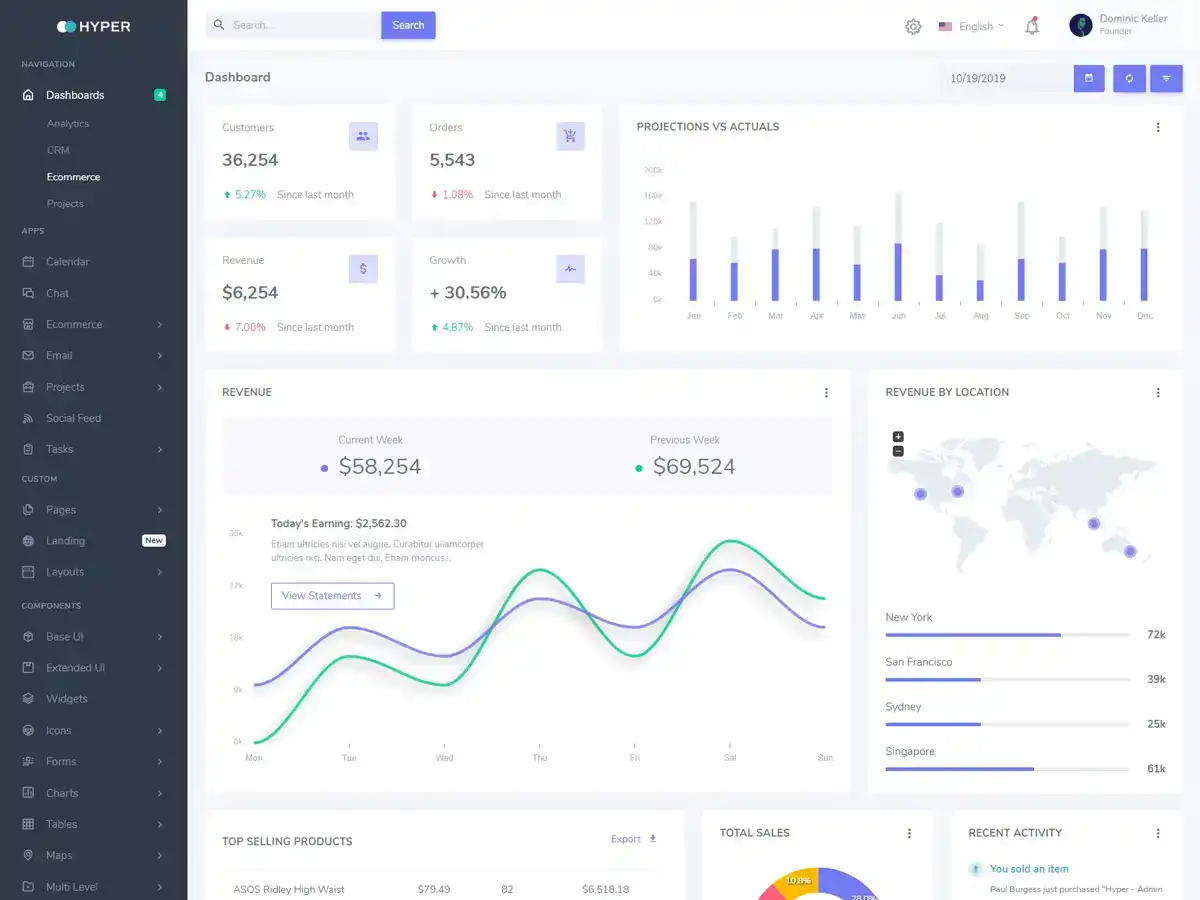 HYPER
NAVIGATION
Dashboards 4
Analytics
CRM
Ecommerce
Projects
APPS
Calendar
Chat
Ecommerce
Email
Projects
Social Feed
Tasks
CUSTOM
Pages
Landing New
Layouts
COMPONENTS
Base UI
Extended UI
Widgets
Icons
Forms
Charts
Tables
Maps
Multi Level
Search... Search
English
Dominic Keller
Founder
Dashboard
10/19/2019
Customers
36,254
5.27% Since last month
Orders
5,543
1.08% Since last month
Revenue
$6,254
7.00% Since last month
Growth
+ 30.56%
4.87% Since last month
PROJECTIONS VS ACTUALS
200k
160k
120k
80k
40k
0k
Jan Feb Mar Apr May Jun Jul Aug Sep Oct Nov Dec
REVENUE
Current Week
$58,254
Previous Week
$69,524
Today's Earning: $2,562.30
Etiam ultricies nisi vel augue. Curabitur ullamcorper
ultricies nisi. Nam eget dui. Etiam rhoncus...
View Statements
36k
18k
9k
0k
Mon Tue Wed Thu Fri Sat Sun
REVENUE BY LOCATION
+
−
New York
72k
San Francisco
39k
Sydney
25k
Singapore
61k
TOP SELLING PRODUCTS
Export
ASOS Ridley High Waist $79.49 82 $6,518.18
TOTAL SALES
10.8%
RECENT ACTIVITY
You sold an item
Paul Burgess just purchased "Hyper - Admin